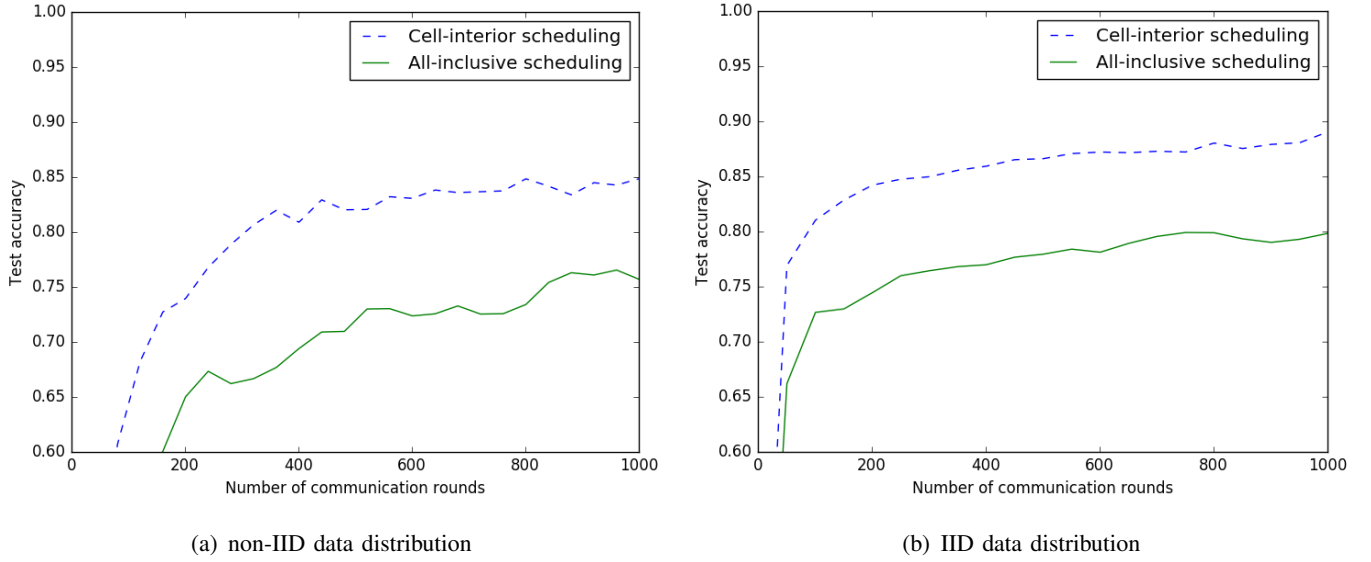 1.00
0.95
0.90
0.85
0.80
0.75
0.70
0.65
0.60
Test accuracy
Cell-interior scheduling
All-inclusive scheduling
0 200 400 600 800 1000
Number of communication rounds
(a) non-IID data distribution
1.00
0.95
0.90
0.85
0.80
0.75
0.70
0.65
0.60
Test accuracy
Cell-interior scheduling
All-inclusive scheduling
0 200 400 600 800 1000
Number of communication rounds
(b) IID data distribution